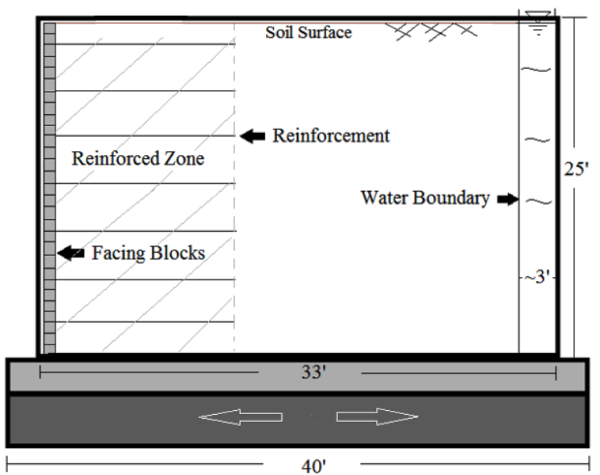 Soil Surface
Reinforcement
Reinforced Zone
25'
Water Boundary
Facing Blocks
~3'
33'
40'